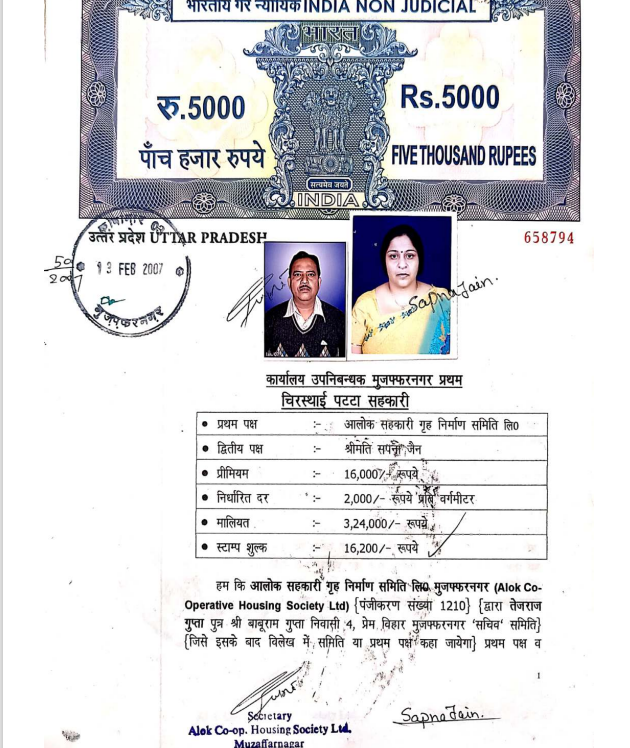 भारतीय गैर न्यायिक INDIA NON JUDICIAL
भारत
रु.5000
Rs.5000
पाँच हजार रुपये
FIVE THOUSAND RUPEES
सत्यमेव जयते
INDIA
उत्तर प्रदेश UTTAR PRADESH
658794
13 FEB 2007
मुजफ्फरनगर
Sapna Jain.
कार्यालय उपनिबन्धक मुजफ्फरनगर प्रथम
चिरस्थाई पटटा सहकारी
● प्रथम पक्ष :- आलोक सहकारी गृह निर्माण समिति लि0
● द्वितीय पक्ष :- श्रीमति सपना जैन
● प्रीमियम :- 16,000/- रूपये
● निर्धारित दर :- 2,000/- रूपये प्रति वर्गमीटर
● मालियत :- 3,24,000/- रूपये
● स्टाम्प शुल्क :- 16,200/- रूपये
हम कि आलोक सहकारी गृह निर्माण समिति लि0 मुजफ्फरनगर (Alok Co-
Operative Housing Society Ltd) {पंजीकरण संख्या 1210} {द्वारा तेजराज
गुप्ता पुत्र श्री बाबूराम गुप्ता निवासी 4, प्रेम विहार मुजफ्फरनगर 'सचिव' समिति}
{जिसे इसके बाद विलेख में समिति या प्रथम पक्ष कहा जायेगा} प्रथम पक्ष व
1
Secretary
Alok Co-op. Housing Society Ltd.
Muzaffarnagar
Sapna Jain.